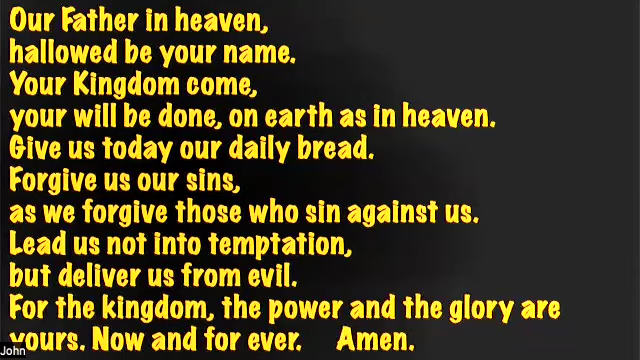 Our Father in heaven,
hallowed be your name.
Your Kingdom come,
your will be done, on earth as in heaven.
Give us today our daily bread.
Forgive us our sins,
as we forgive those who sin against us.
Lead us not into temptation,
but deliver us from evil.
For the kingdom, the power and the glory are
yours. Now and for ever. Amen.
John